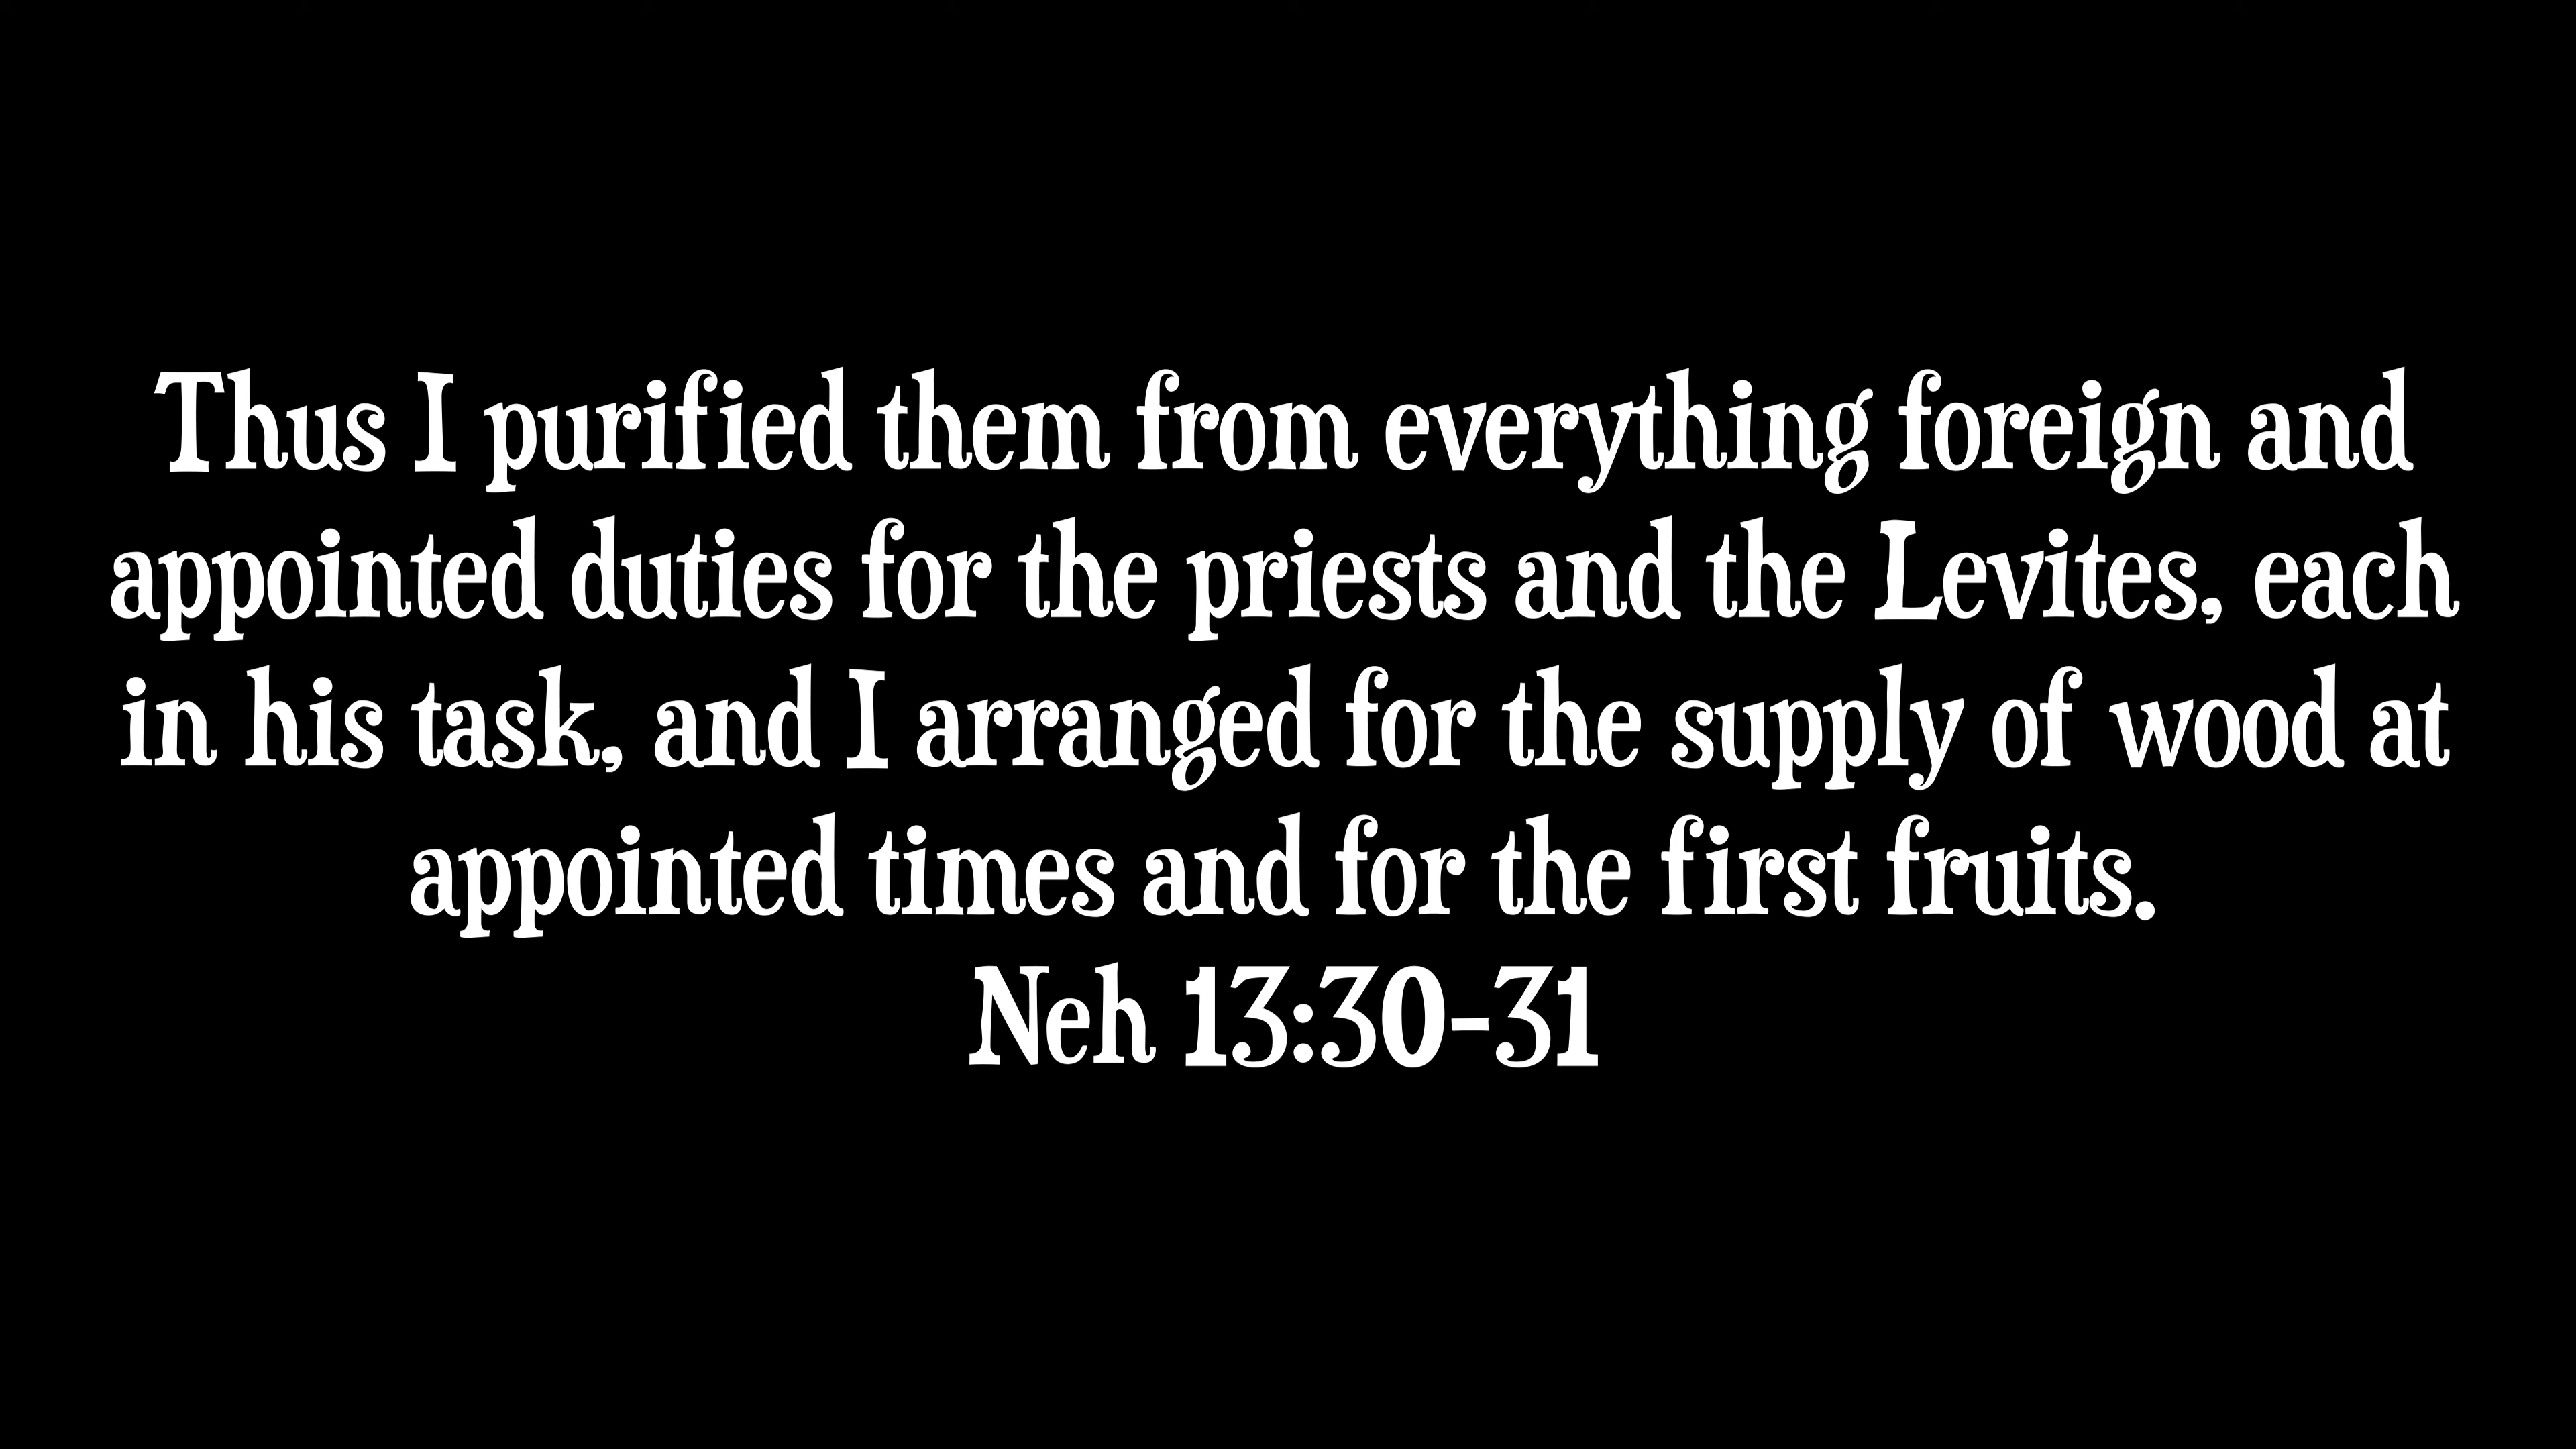 Thus I purified them from everything foreign and
appointed duties for the priests and the Levites, each
in his task, and I arranged for the supply of wood at
appointed times and for the first fruits.
Neh 13:30-31